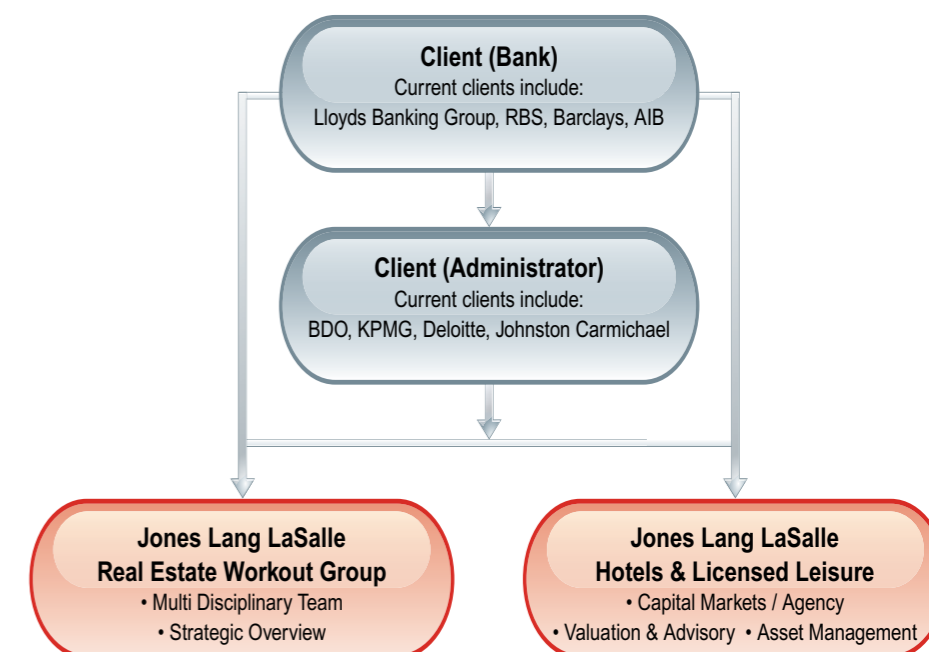 Client (Bank)
Current clients include:
Lloyds Banking Group, RBS, Barclays, AIB
Client (Administrator)
Current clients include:
BDO, KPMG, Deloitte, Johnston Carmichael
Jones Lang LaSalle
Real Estate Workout Group
• Multi Disciplinary Team
• Strategic Overview
Jones Lang LaSalle
Hotels & Licensed Leisure
• Capital Markets / Agency
• Valuation & Advisory • Asset Management